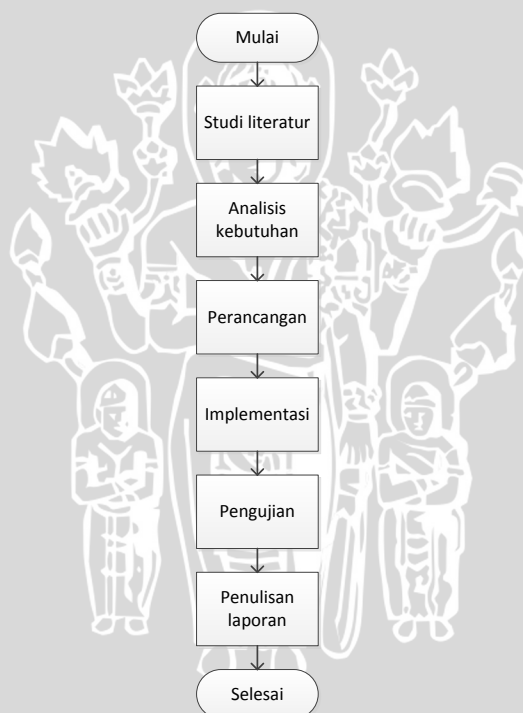 Mulai
Studi literatur
Analisis
kebutuhan
Perancangan
Implementasi
Pengujian
Penulisan
laporan
Selesai